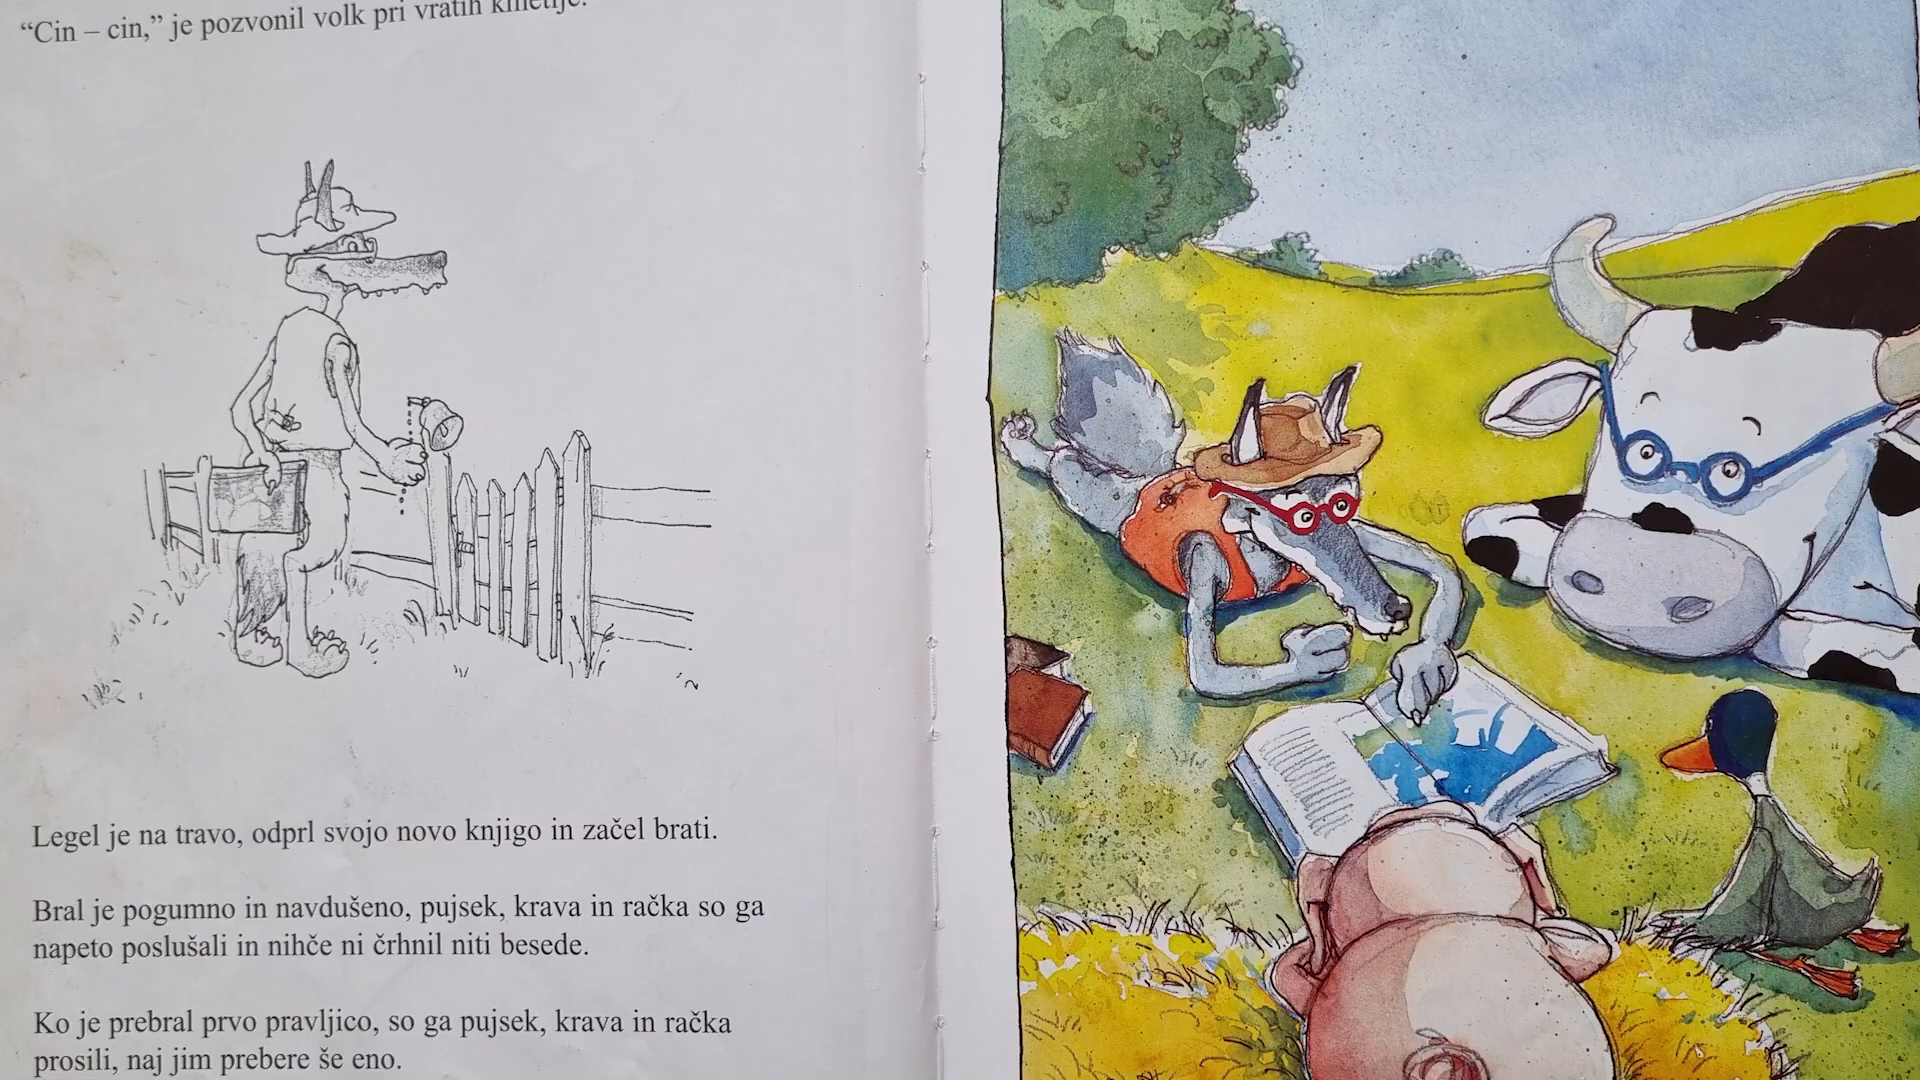 “Cin – cin,” je pozvonil volk pri vratih kmetije.
Legel je na travo, odprl svojo novo knjigo in začel brati.
Bral je pogumno in navdušeno, pujsek, krava in račka so ga
napeto poslušali in nihče ni črhnil niti besede.
Ko je prebral prvo pravljico, so ga pujsek, krava in račka
prosili, naj jim prebere še eno.